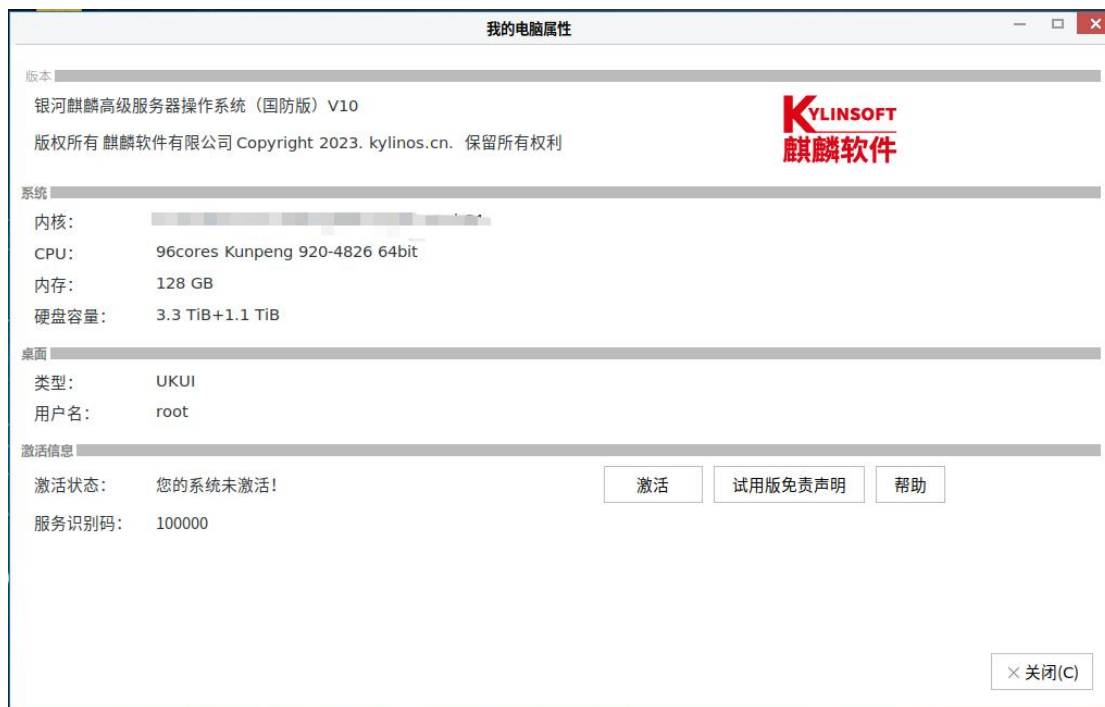 我的电脑属性
版本
银河麒麟高级服务器操作系统（国防版）V10
版权所有 麒麟软件有限公司 Copyright 2023. kylinos.cn. 保留所有权利
KYLINSOFT
麒麟软件
系统
内核：
CPU： 96cores Kunpeng 920-4826 64bit
内存： 128 GB
硬盘容量： 3.3 TiB+1.1 TiB
桌面
类型： UKUI
用户名： root
激活信息
激活状态： 您的系统未激活！ 激活 试用版免责声明 帮助
服务识别码： 100000
关闭(C)